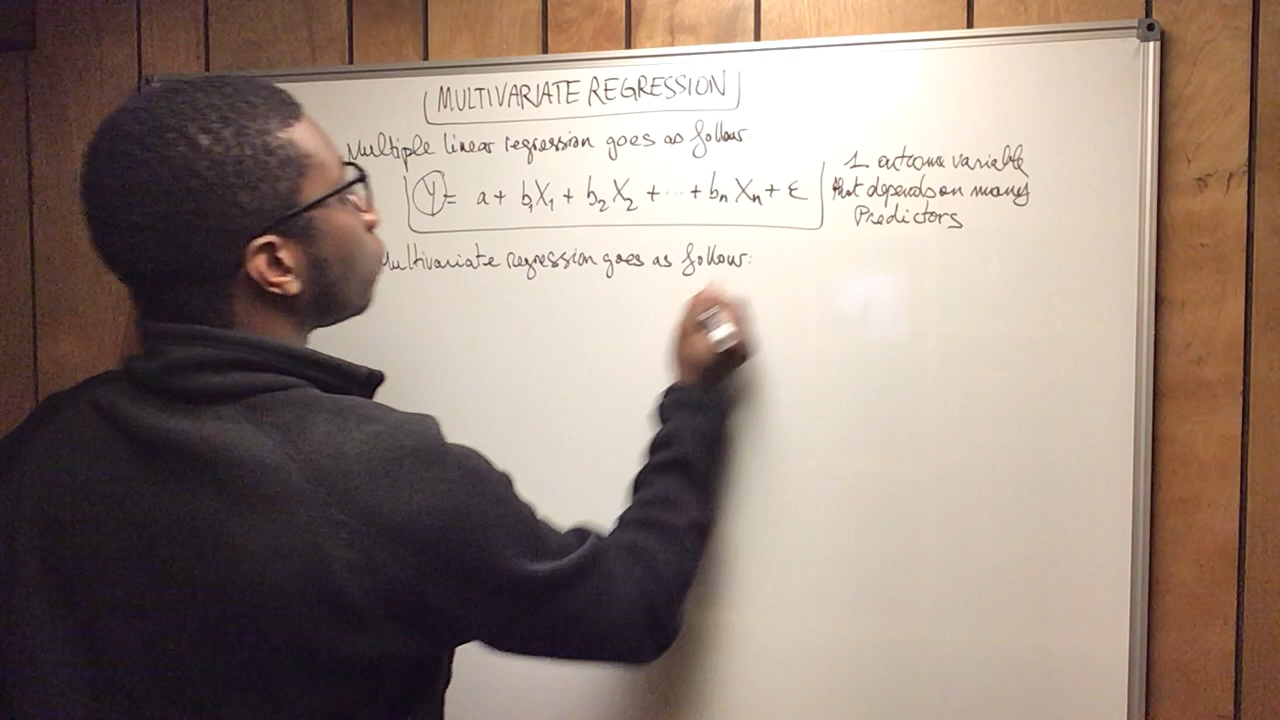 MULTIVARIATE REGRESSION
Multiple linear regression goes as follow
Y = a + b₁X₁ + b₂X₂ + ... + bₙXₙ + ε
1 outcome variable
that depends on many
Predictors
Multivariate regression goes as follow: